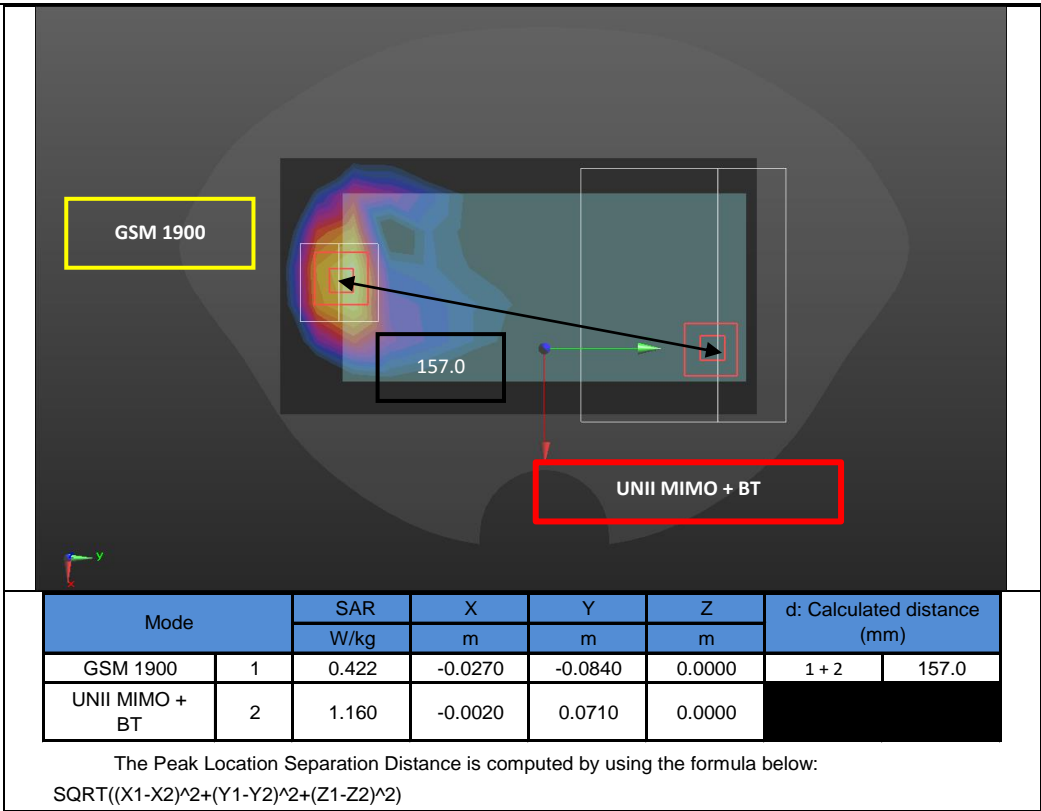 GSM 1900
157.0
UNII MIMO + BT
y
x
Mode SAR X Y Z d: Calculated distance (mm)
W/kg m m m
GSM 1900 1 0.422 -0.0270 -0.0840 0.0000 1 + 2 157.0
UNII MIMO + BT 2 1.160 -0.0020 0.0710 0.0000
The Peak Location Separation Distance is computed by using the formula below:
SQRT((X1-X2)^2+(Y1-Y2)^2+(Z1-Z2)^2)